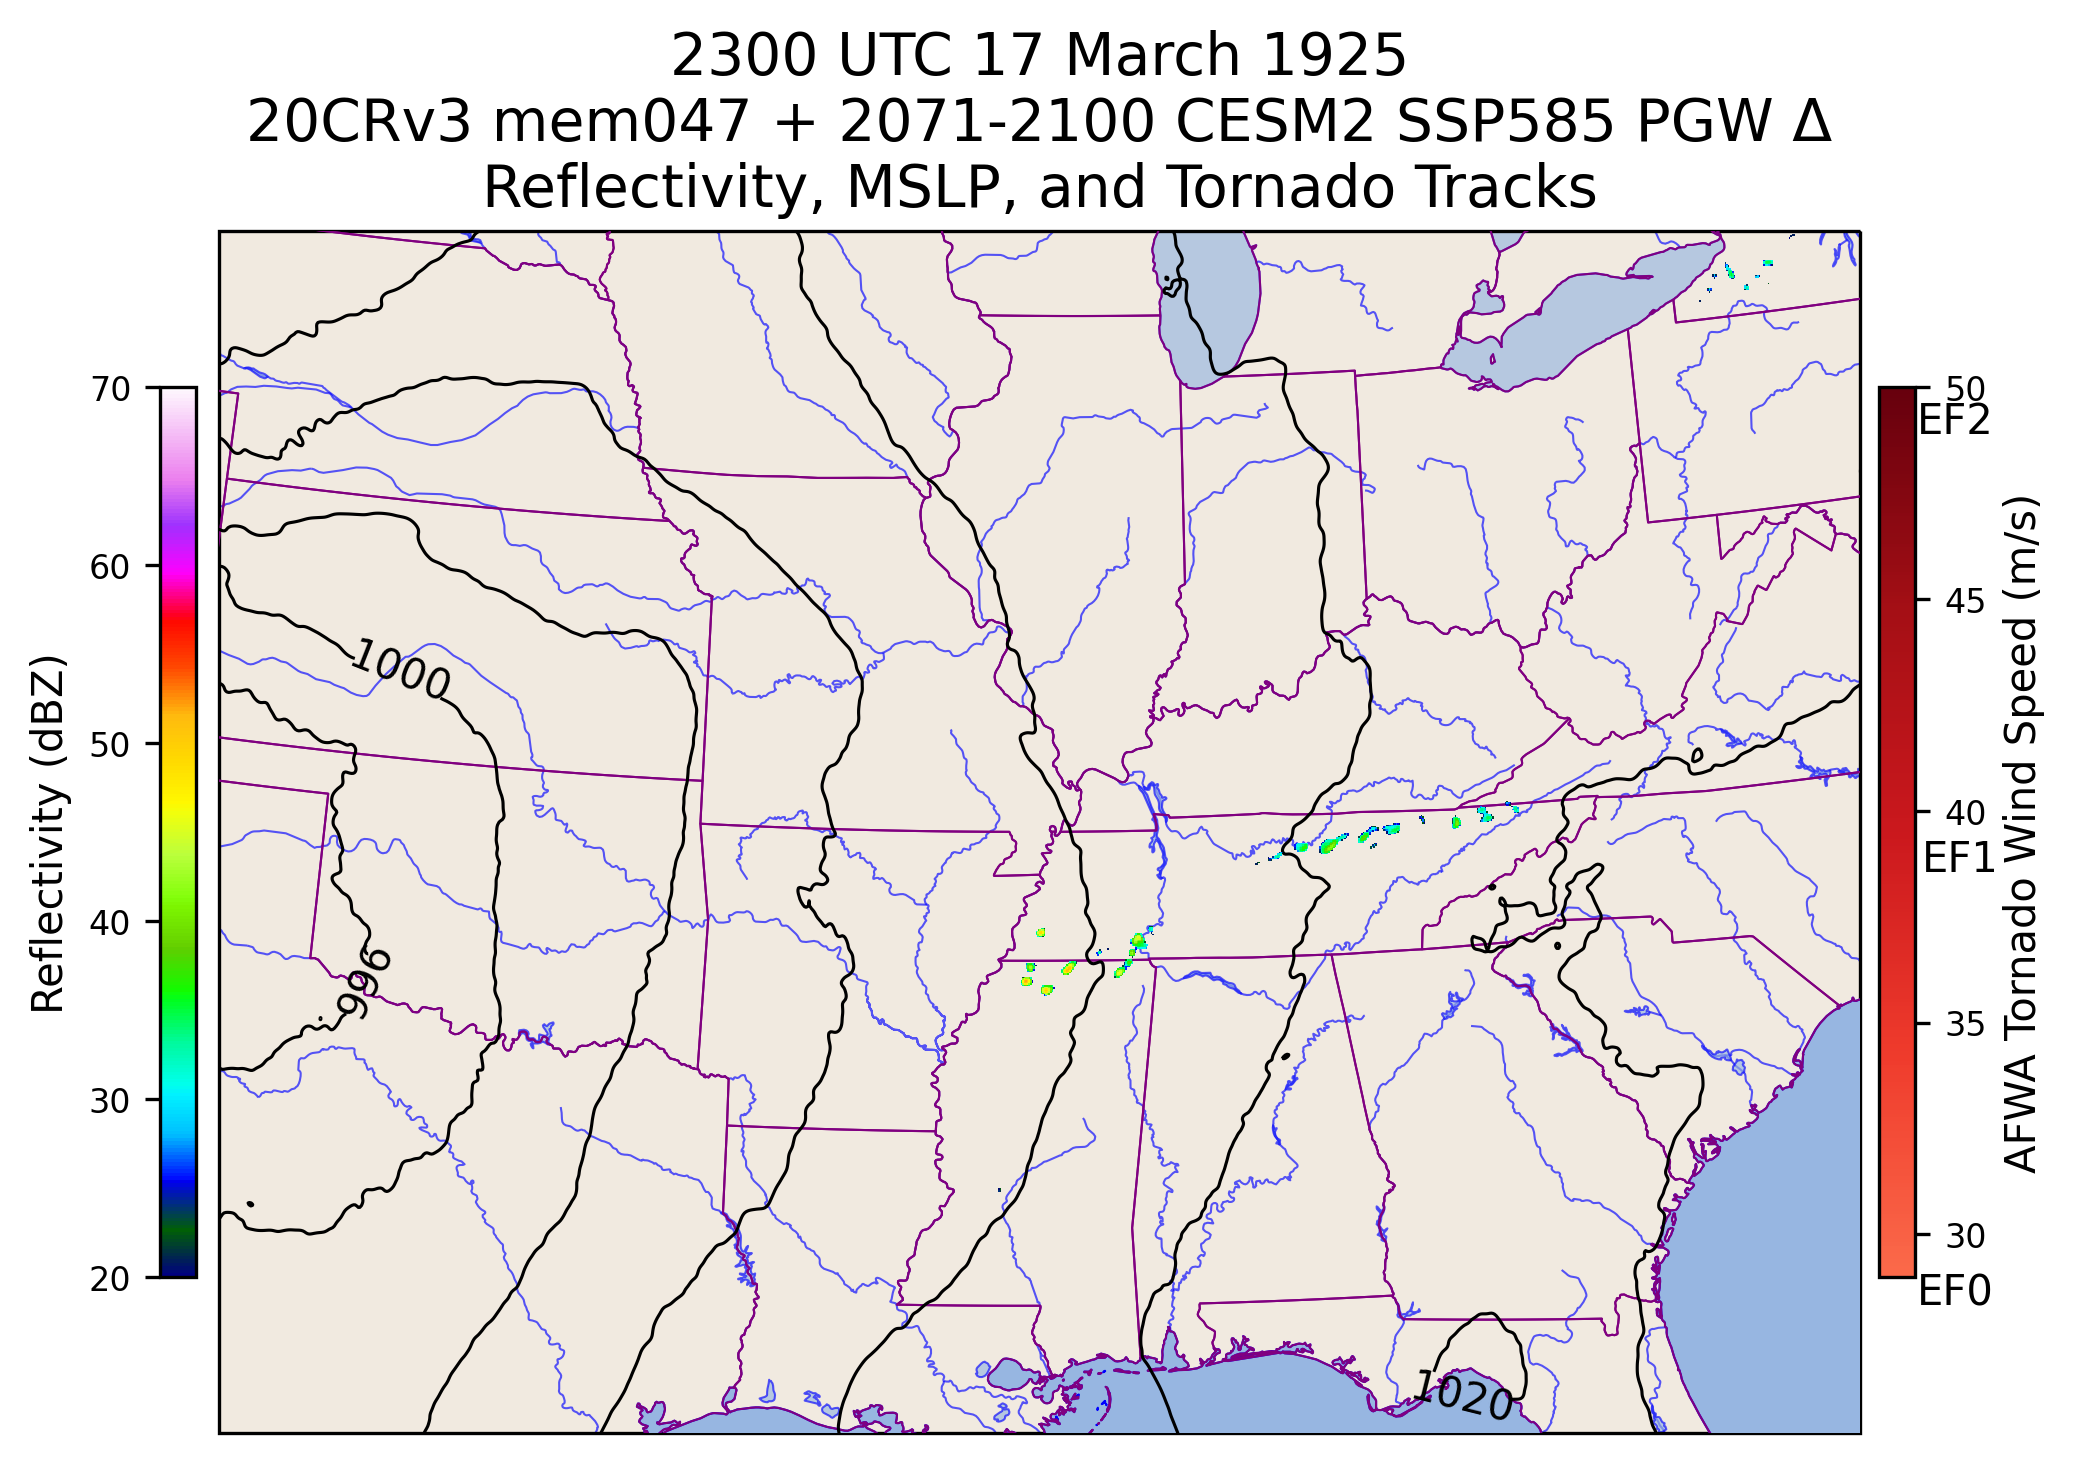 2300 UTC 17 March 1925
20CRv3 mem047 + 2071-2100 CESM2 SSP585 PGW Δ
Reflectivity, MSLP, and Tornado Tracks
70
60
50
40
30
20
Reflectivity (dBZ)
1000
996
1020
50
EF2
45
40
EF1
35
30
EF0
AFWA Tornado Wind Speed (m/s)